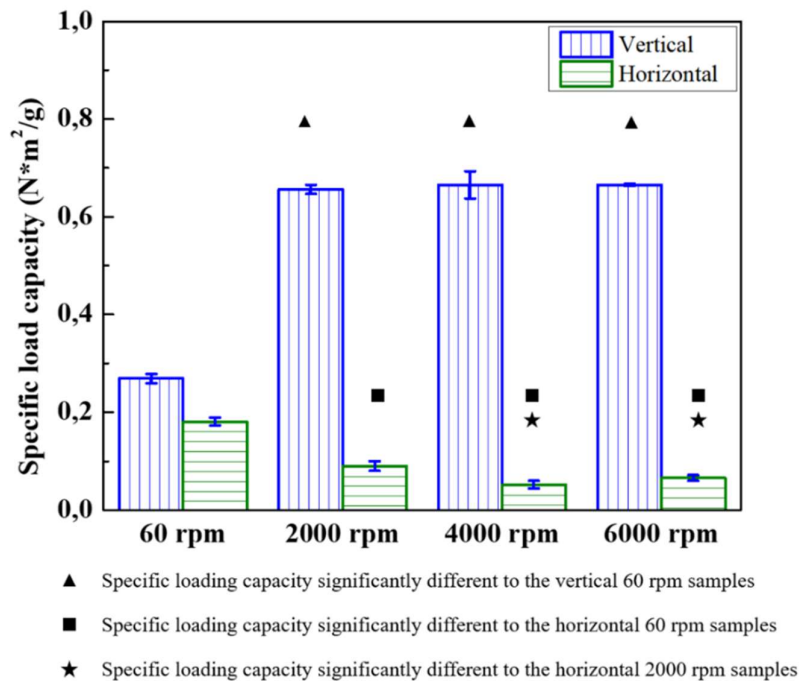 Specific load capacity (N*m²/g)
1,0
0,8
0,6
0,4
0,2
0,0
Vertical
Horizontal
60 rpm
2000 rpm
4000 rpm
6000 rpm
▲ Specific loading capacity significantly different to the vertical 60 rpm samples
■ Specific loading capacity significantly different to the horizontal 60 rpm samples
★ Specific loading capacity significantly different to the horizontal 2000 rpm samples